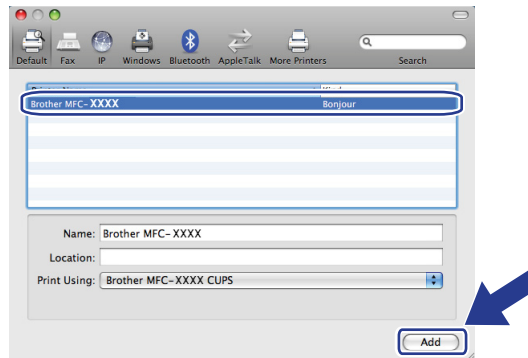 Default Fax IP Windows Bluetooth AppleTalk More Printers Search
Brother MFC-XXXX Bonjour
Name: Brother MFC-XXXX
Location:
Print Using: Brother MFC-XXXX CUPS
Add